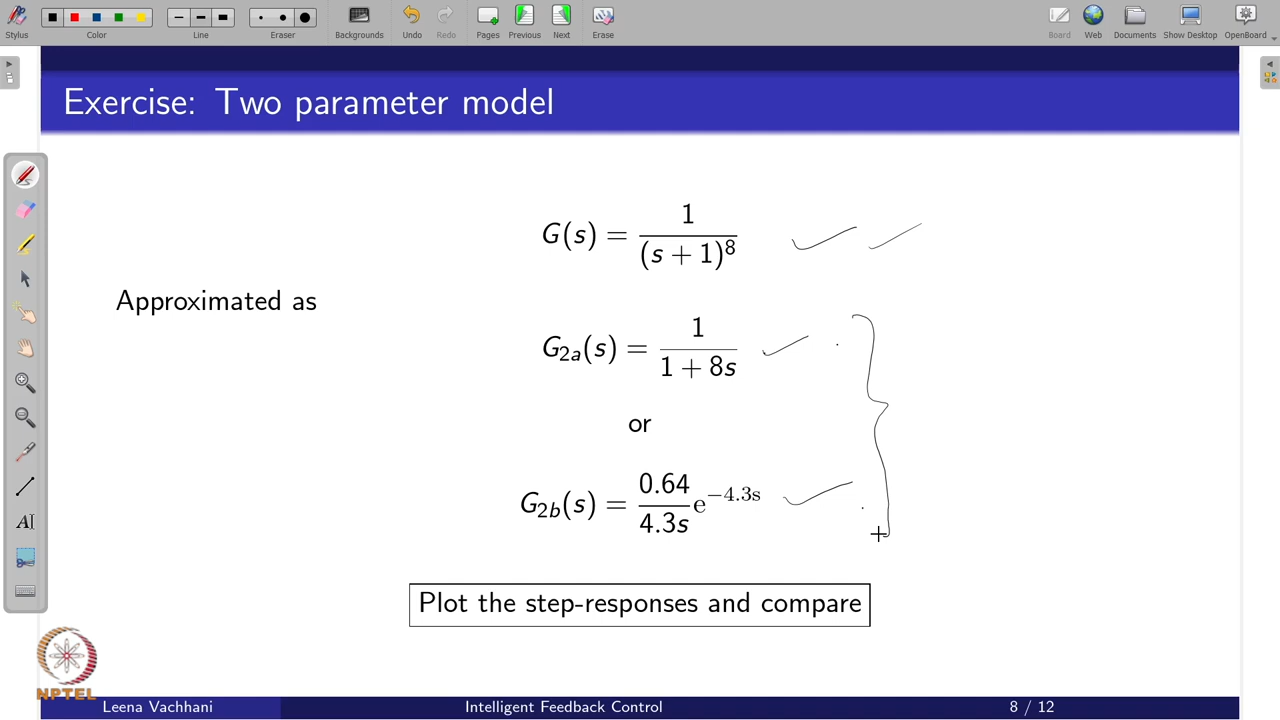 Stylus
Color
Line
Eraser
Backgrounds
Undo
Redo
Pages
Previous
Next
Erase
Board
Web
Documents
Show Desktop
OpenBoard
Exercise: Two parameter model
G(s) = 1 / (s + 1)^8
Approximated as
G_2a(s) = 1 / 1 + 8s
or
G_2b(s) = 0.64 / 4.3s e^−4.3s
Plot the step-responses and compare
NPTEL
Leena Vachhani
Intelligent Feedback Control
8 / 12